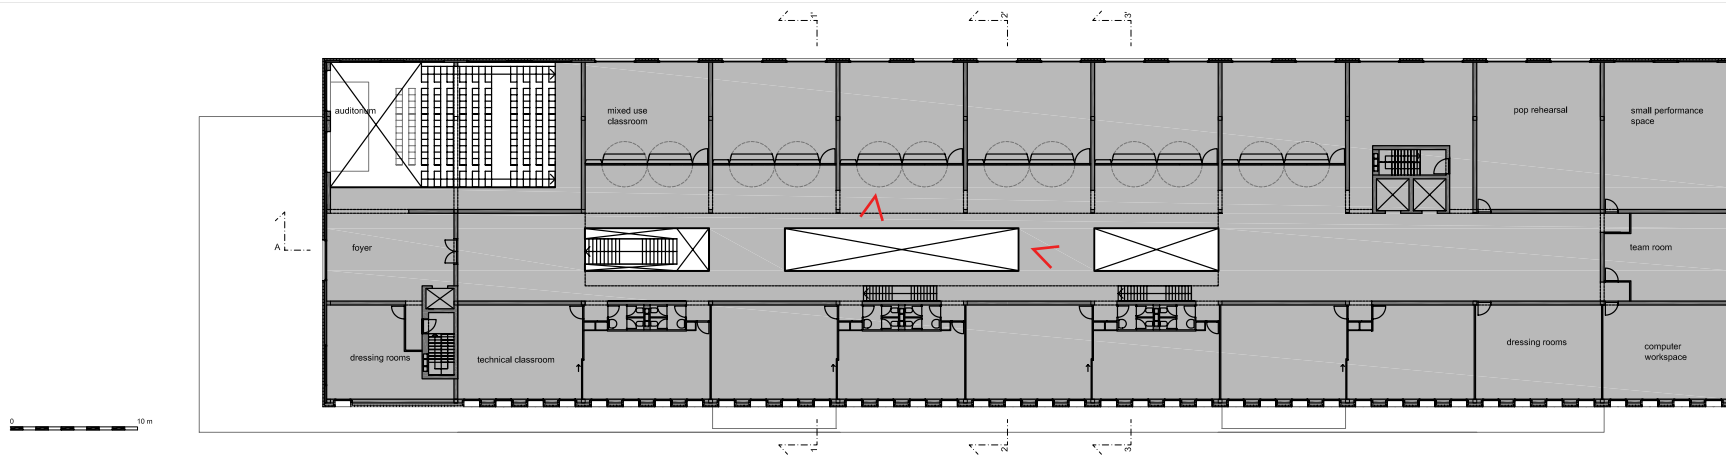 1'
2'
3'
auditorium
mixed use
classroom
pop rehearsal
small performance
space
A
foyer
team room
dressing rooms
technical classroom
dressing rooms
computer
workspace
0
10 m
1
2
3